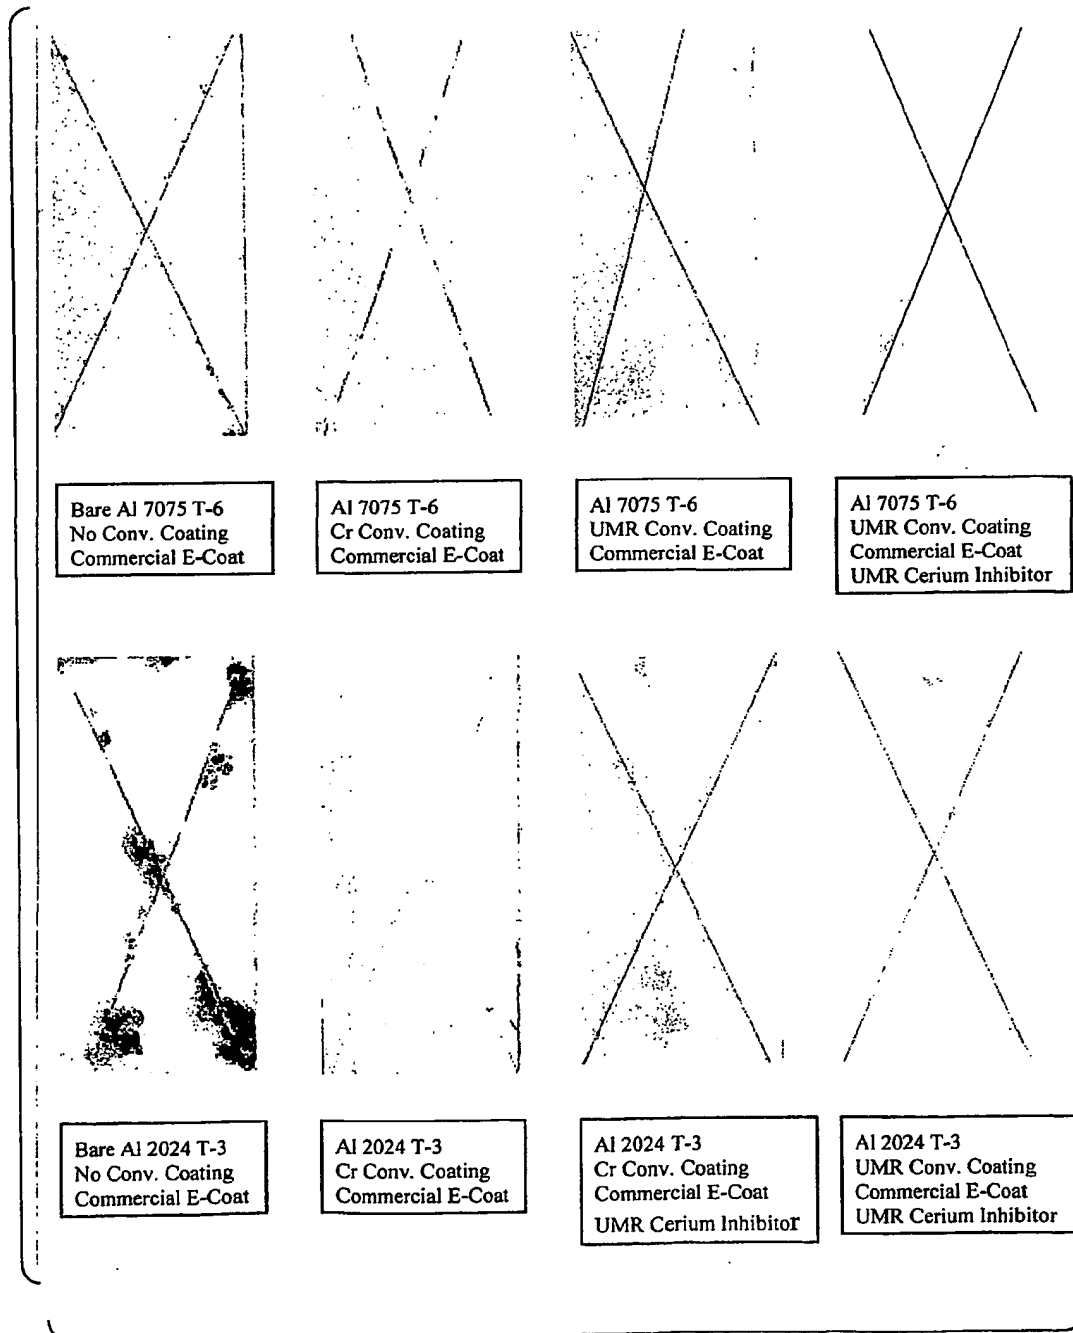 Bare Al 7075 T-6
No Conv. Coating
Commercial E-Coat
Al 7075 T-6
Cr Conv. Coating
Commercial E-Coat
Al 7075 T-6
UMR Conv. Coating
Commercial E-Coat
Al 7075 T-6
UMR Conv. Coating
Commercial E-Coat
UMR Cerium Inhibitor
Bare Al 2024 T-3
No Conv. Coating
Commercial E-Coat
Al 2024 T-3
Cr Conv. Coating
Commercial E-Coat
Al 2024 T-3
Cr Conv. Coating
Commercial E-Coat
UMR Cerium Inhibitor
Al 2024 T-3
UMR Conv. Coating
Commercial E-Coat
UMR Cerium Inhibitor